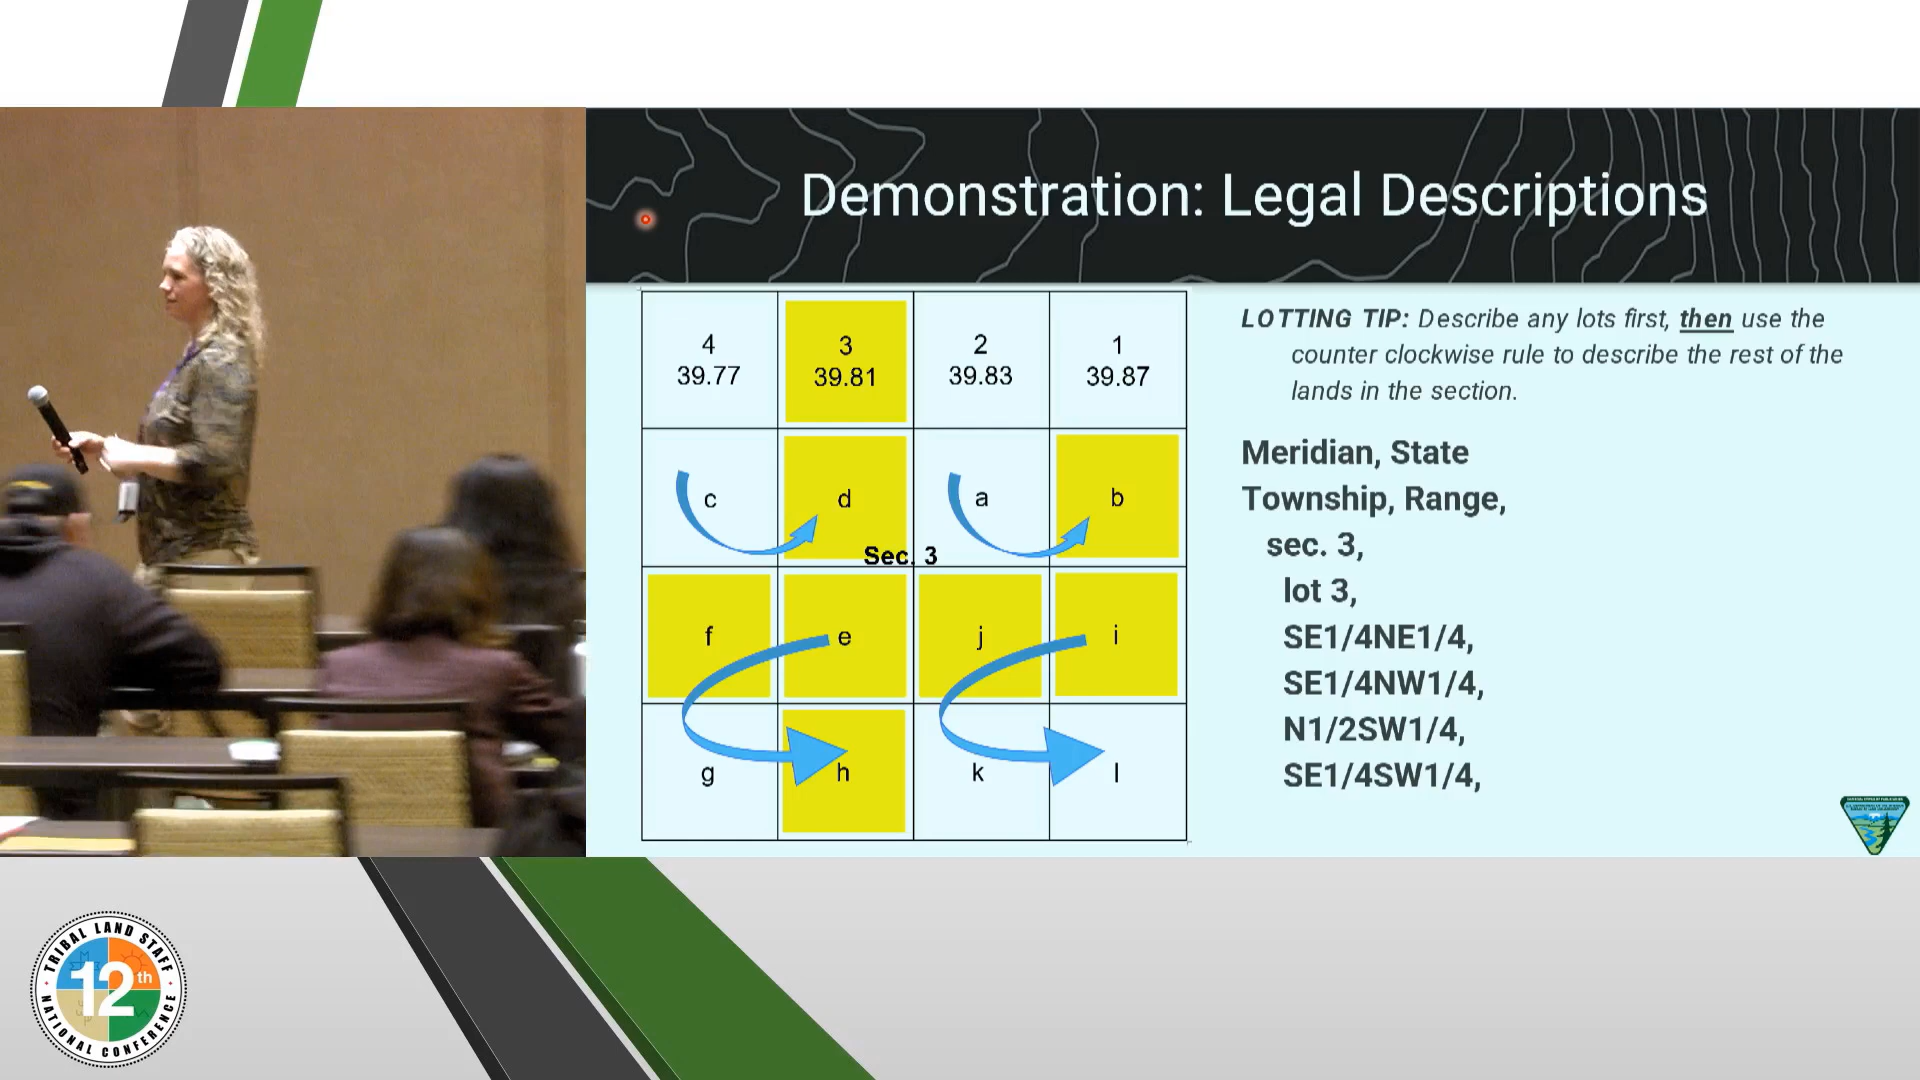 Demonstration: Legal Descriptions
4
39.77
3
39.81
2
39.83
1
39.87
c
d
a
b
Sec. 3
f
e
j
i
g
h
k
l
LOTTING TIP: Describe any lots first, then use the
counter clockwise rule to describe the rest of the
lands in the section.
Meridian, State
Township, Range,
sec. 3,
lot 3,
SE1/4NE1/4,
SE1/4NW1/4,
N1/2SW1/4,
SE1/4SW1/4,
TRIBAL LAND STAFF
12th
NATIONAL CONFERENCE